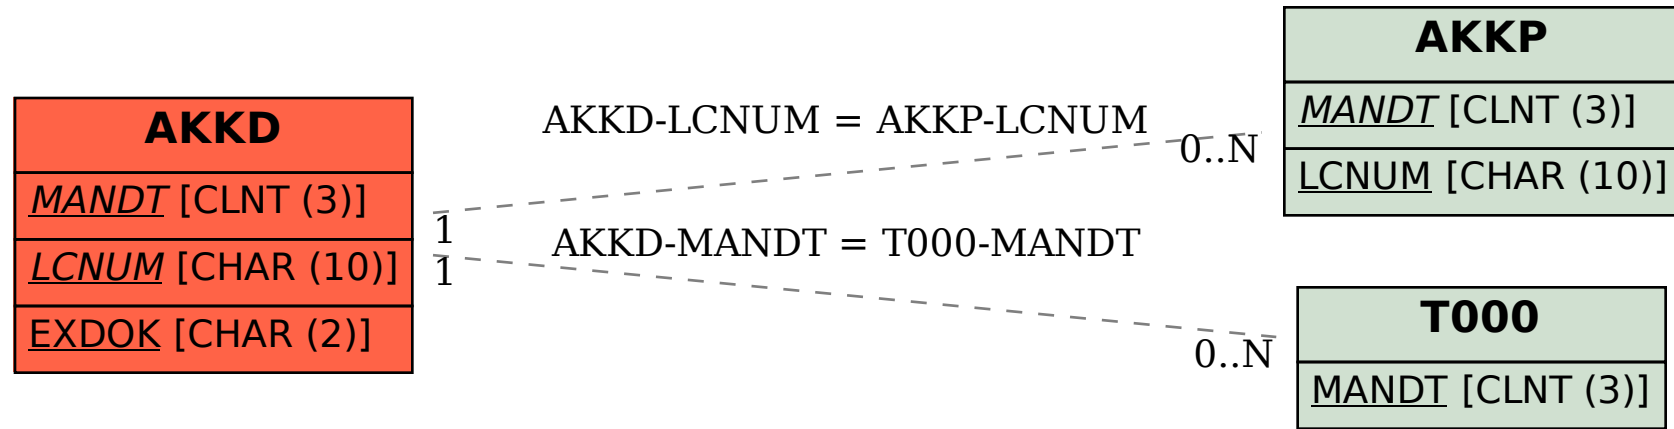 AKKD
MANDT [CLNT (3)]
LCNUM [CHAR (10)]
EXDOK [CHAR (2)]
AKKD-LCNUM = AKKP-LCNUM
0..N
1
AKKD-MANDT = T000-MANDT
1
0..N
AKKP
MANDT [CLNT (3)]
LCNUM [CHAR (10)]
T000
MANDT [CLNT (3)]